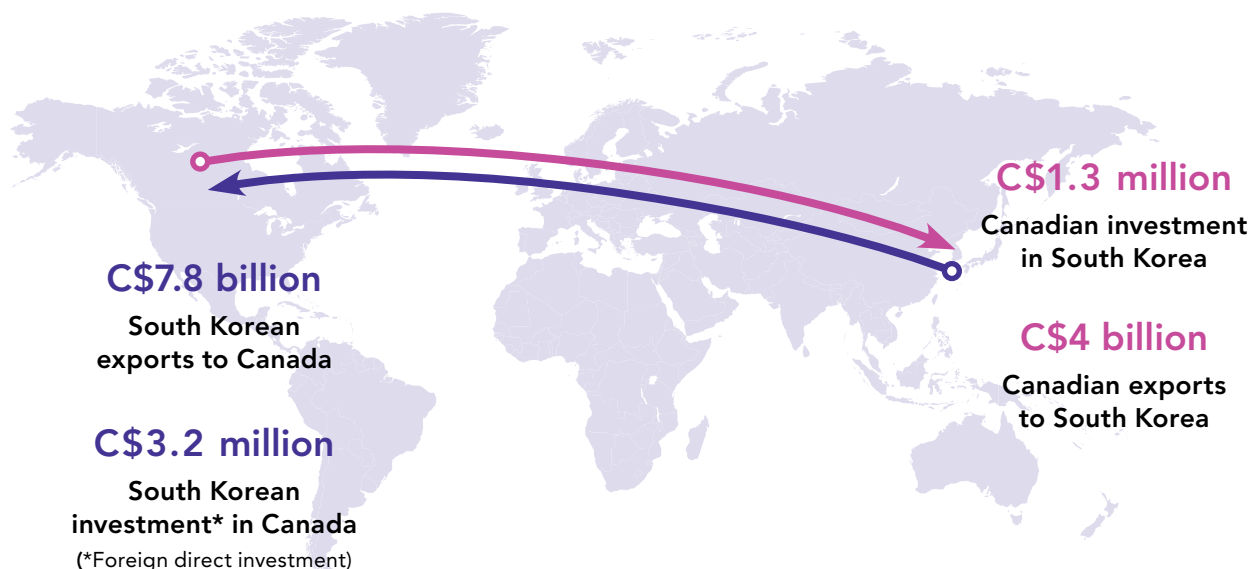 C$7.8 billion
South Korean
exports to Canada
C$3.2 million
South Korean
investment* in Canada
(*Foreign direct investment)
C$1.3 million
Canadian investment
in South Korea
C$4 billion
Canadian exports
to South Korea